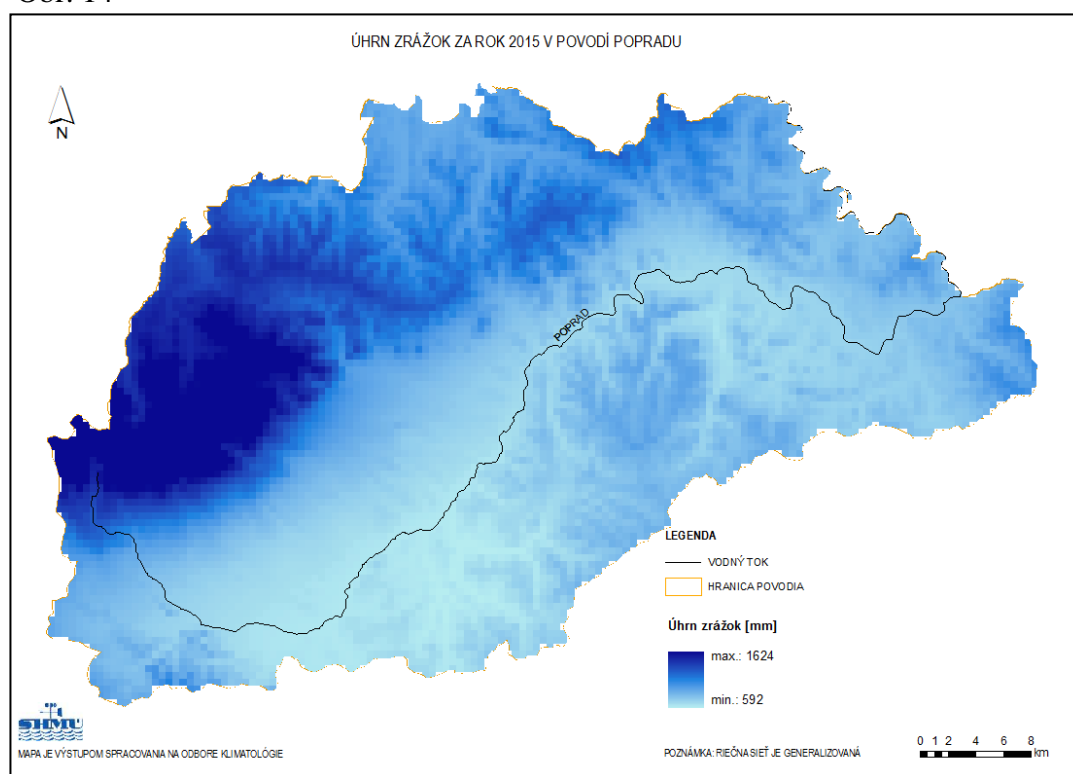 Obr. 14
ÚHRN ZRÁŽOK ZA ROK 2015 V POVODÍ POPRADU
N
POPRAD
LEGENDA
VODNÝ TOK
HRANICA POVODIA
Úhrn zrážok [mm]
max.: 1624
min.: 592
SHMÚ
MAPA JE VÝSTUPOM SPRACOVANIA NA ODBORE KLIMATOLÓGIE
POZNÁMKA: RIEČNA SIEŤ JE GENERALIZOVANÁ
0 1 2 4 6 8
km